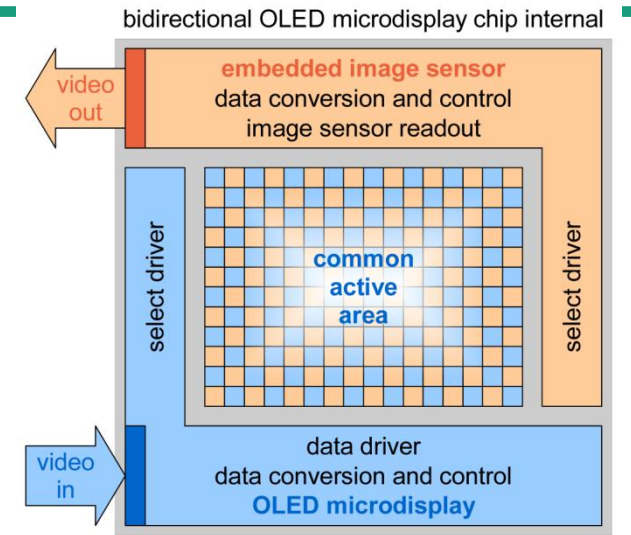 bidirectional OLED microdisplay chip internal
video
out
embedded image sensor
data conversion and control
image sensor readout
select driver
common
active
area
select driver
video
in
data driver
data conversion and control
OLED microdisplay